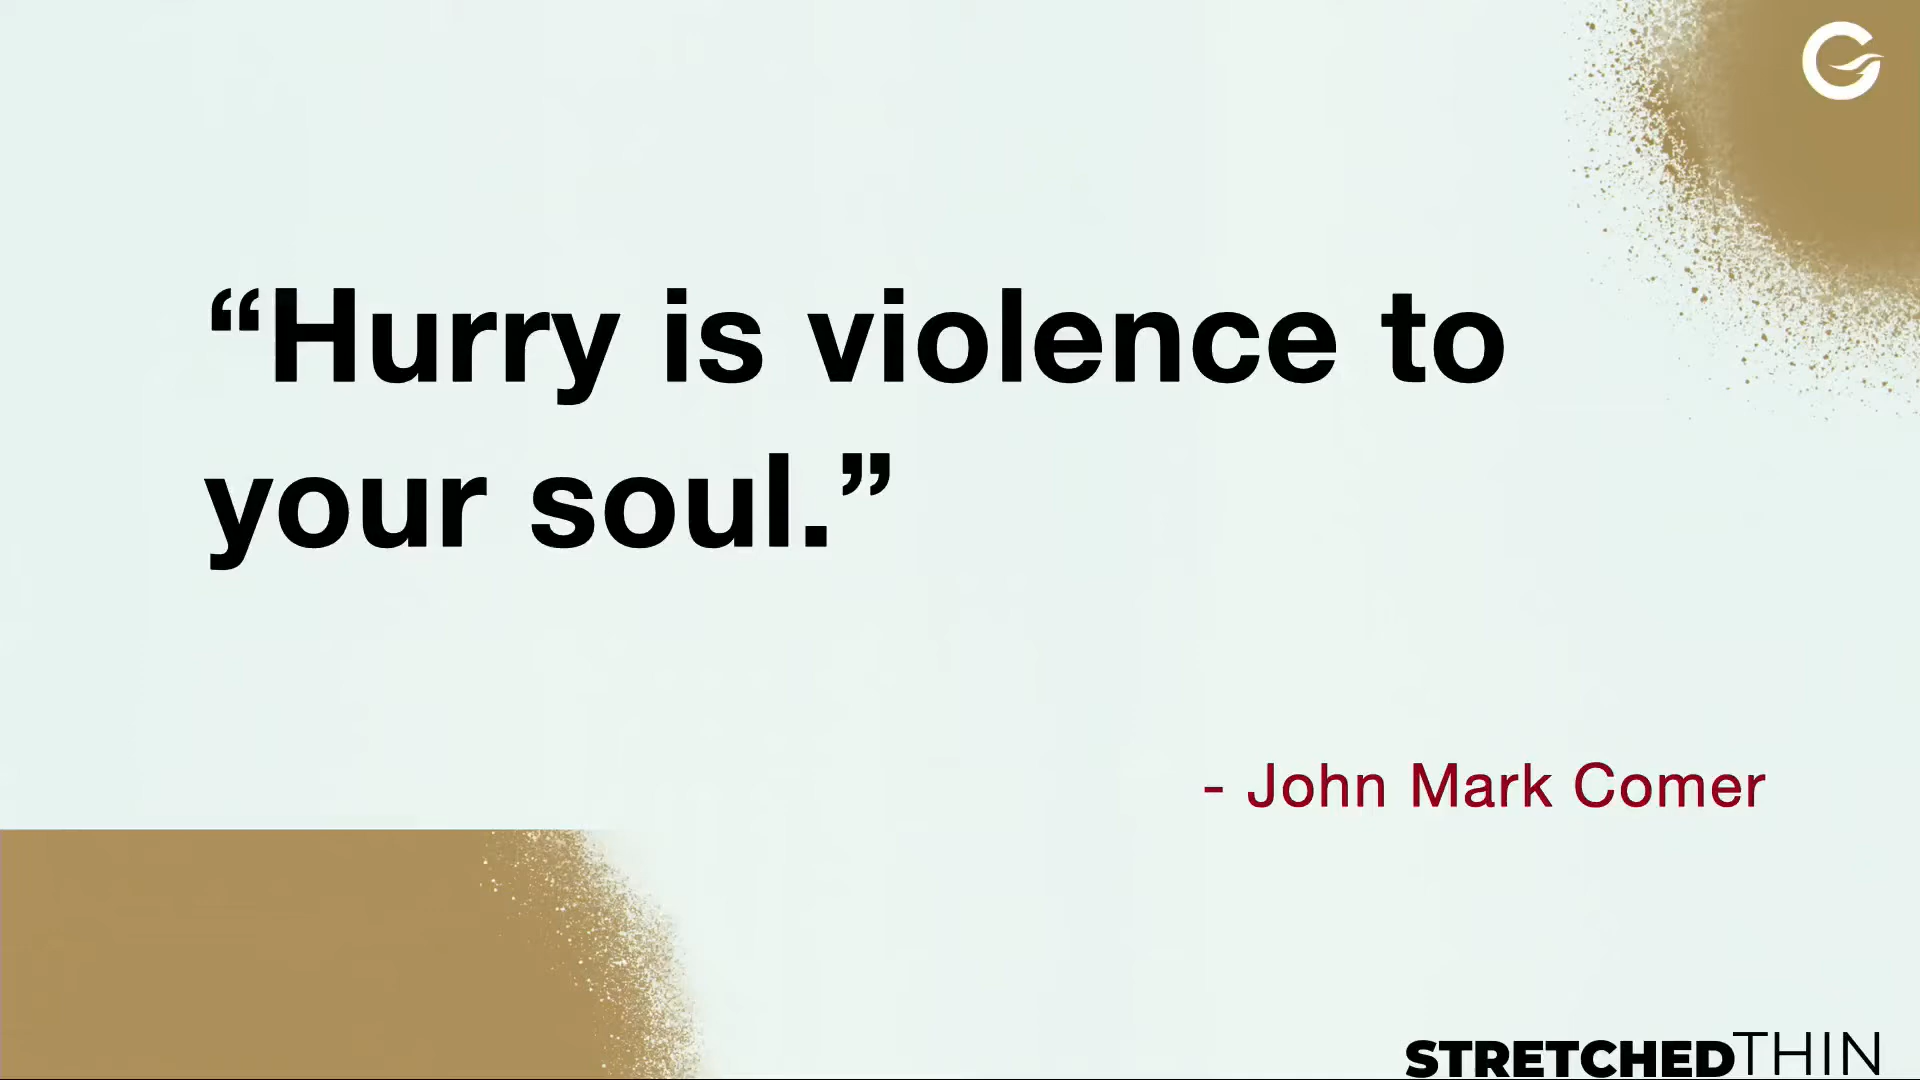 “Hurry is violence to
your soul.”
- John Mark Comer
STRETCHEDTHIN